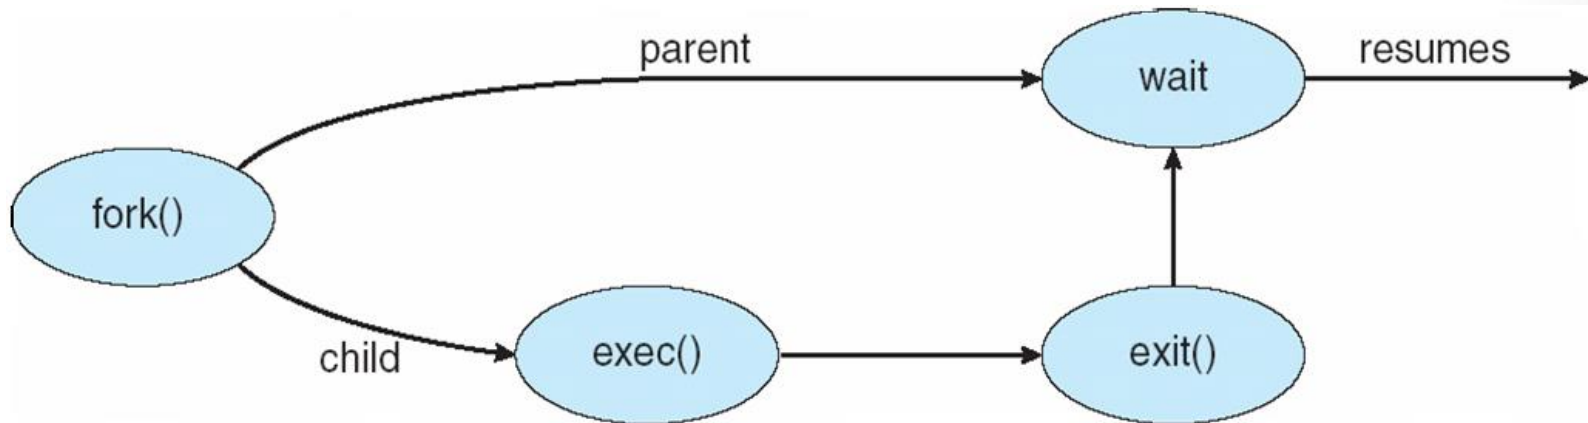 parent
wait
resumes
fork()
child
exec()
exit()